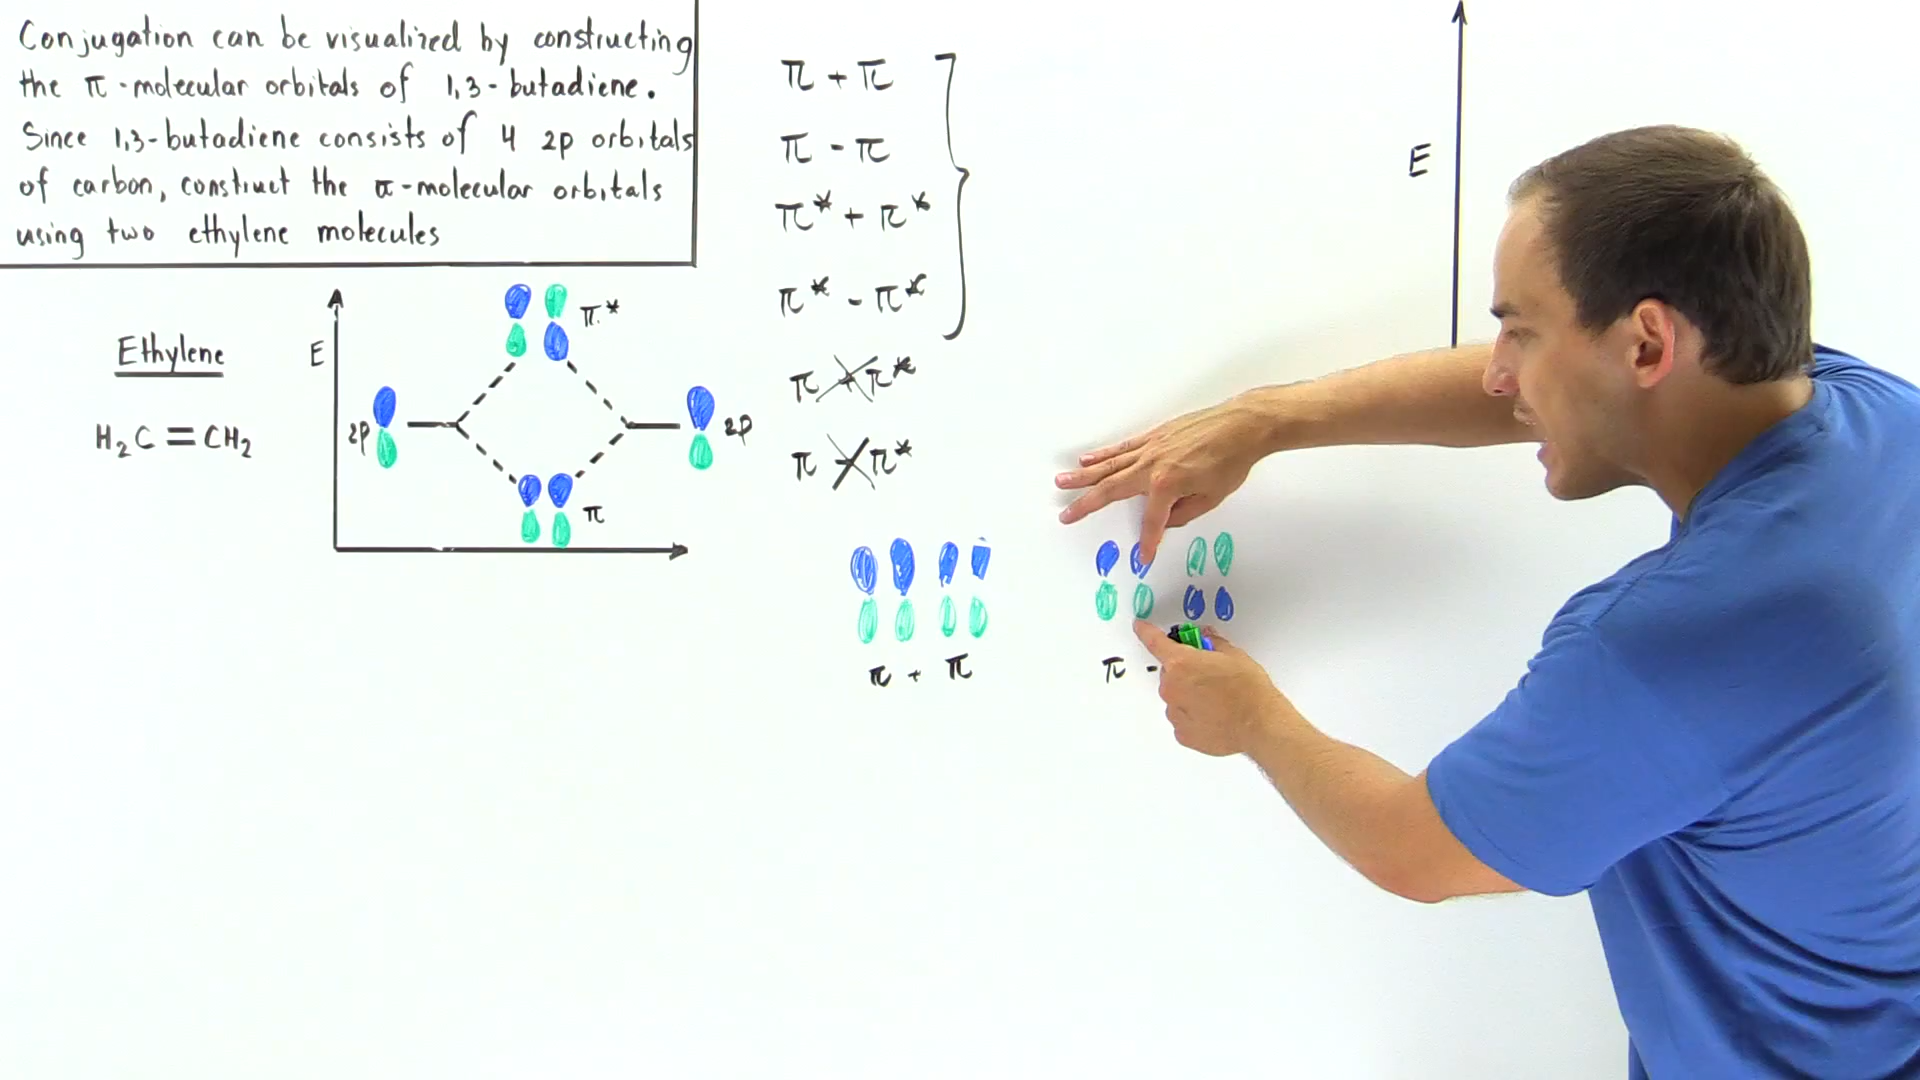 Conjugation can be visualized by constructing
the π-molecular orbitals of 1,3-butadiene.
Since 1,3-butadiene consists of 4 2p orbitals
of carbon, construct the π-molecular orbitals
using two ethylene molecules
Ethylene
H₂C=CH₂
E
π*
2p
2p
π
π + π
π - π
π* + π*
π* - π*
π + π*
π - π*
π + π
π -
E